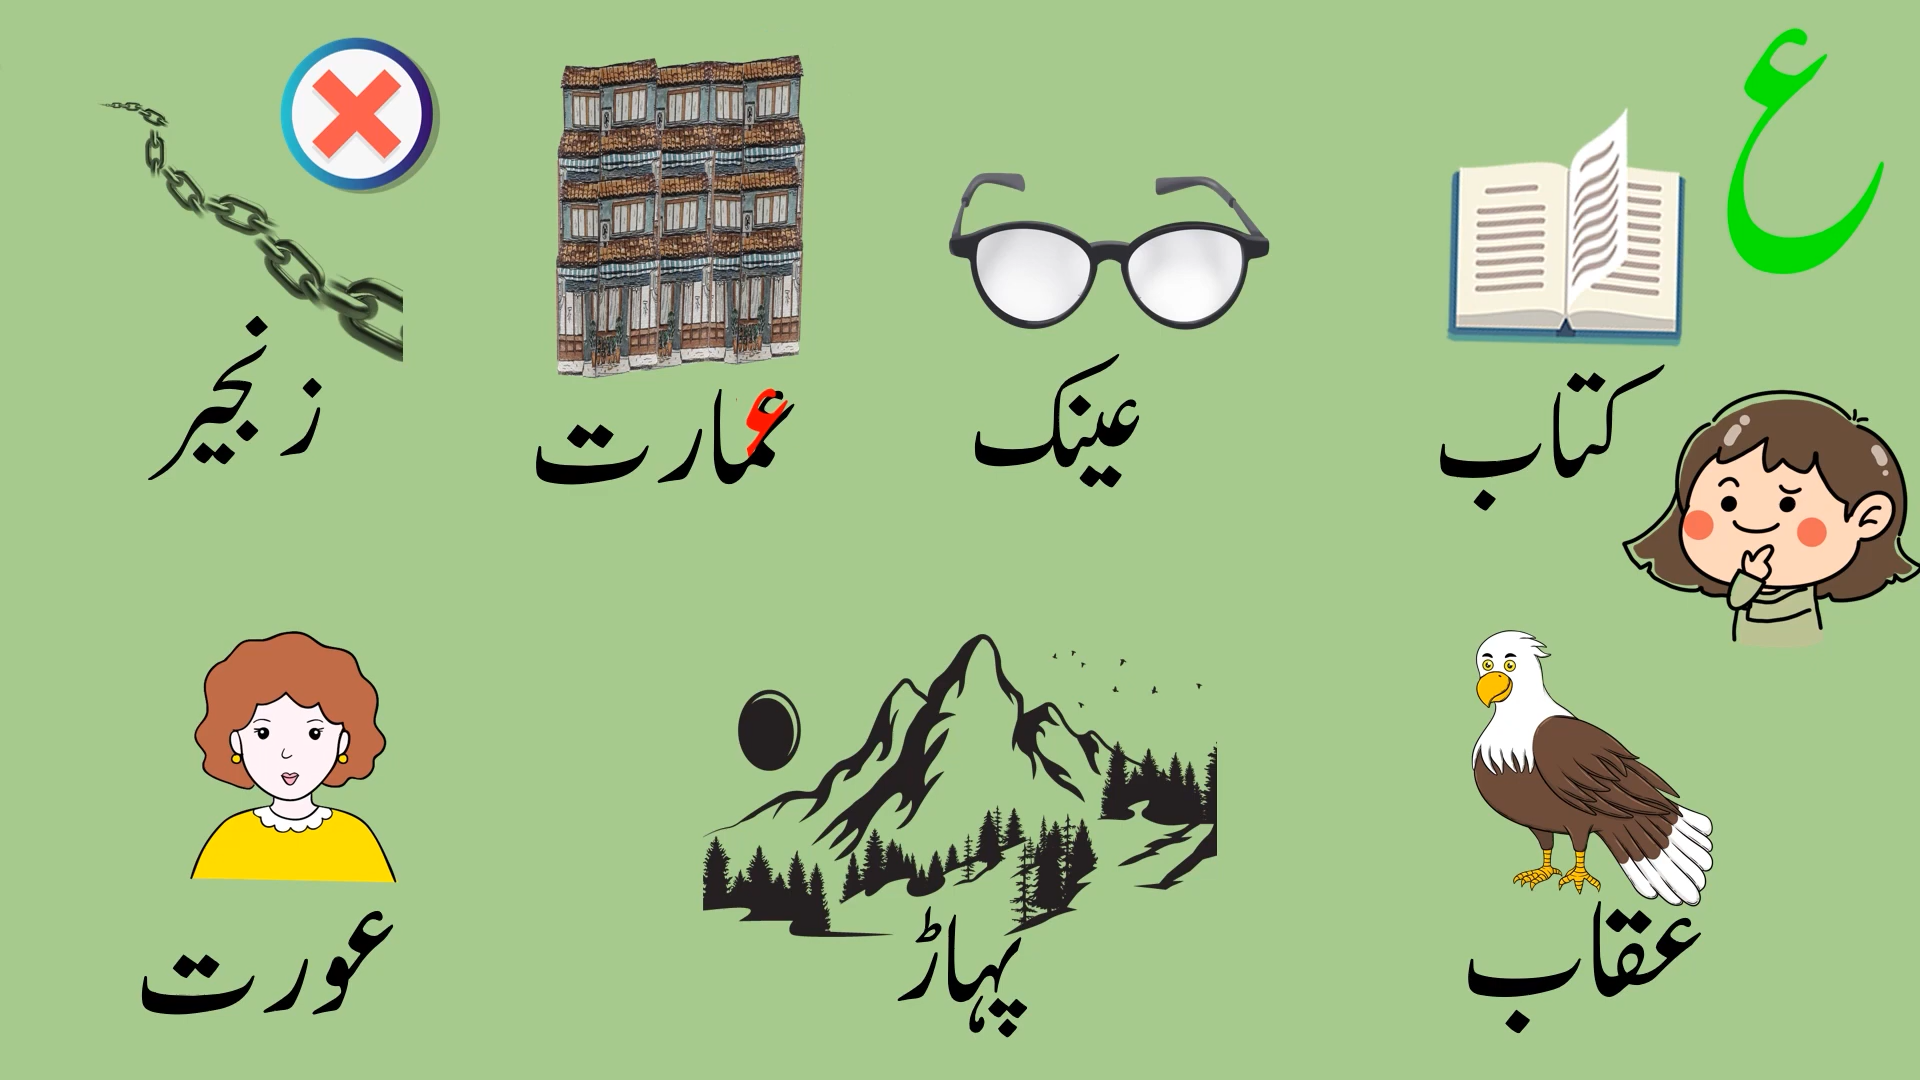 ع
کتاب
عینک
عمارت
زنجیر
عقاب
پہاڑ
عورت